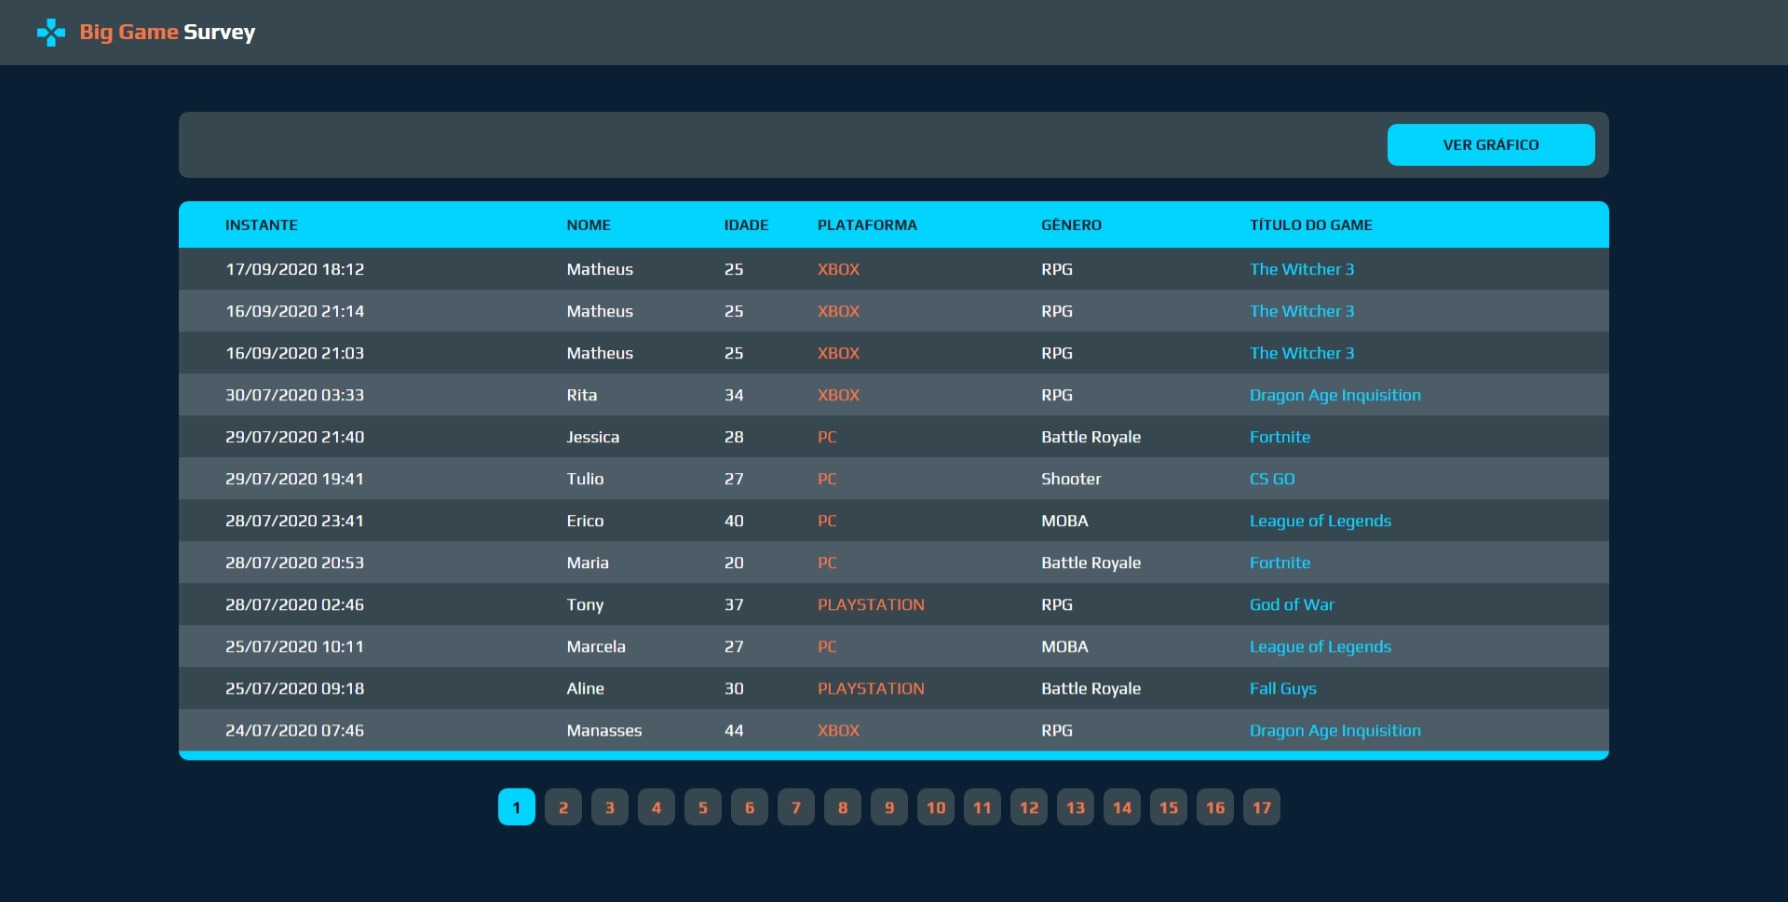 Big Game Survey
VER GRÁFICO
INSTANTE NOME IDADE PLATAFORMA GÊNERO TÍTULO DO GAME
17/09/2020 18:12 Matheus 25 XBOX RPG The Witcher 3
16/09/2020 21:14 Matheus 25 XBOX RPG The Witcher 3
16/09/2020 21:03 Matheus 25 XBOX RPG The Witcher 3
30/07/2020 03:33 Rita 34 XBOX RPG Dragon Age Inquisition
29/07/2020 21:40 Jessica 28 PC Battle Royale Fortnite
29/07/2020 19:41 Tulio 27 PC Shooter CS GO
28/07/2020 23:41 Erico 40 PC MOBA League of Legends
28/07/2020 20:53 Maria 20 PC Battle Royale Fortnite
28/07/2020 02:46 Tony 37 PLAYSTATION RPG God of War
25/07/2020 10:11 Marcela 27 PC MOBA League of Legends
25/07/2020 09:18 Aline 30 PLAYSTATION Battle Royale Fall Guys
24/07/2020 07:46 Manasses 44 XBOX RPG Dragon Age Inquisition
1 2 3 4 5 6 7 8 9 10 11 12 13 14 15 16 17